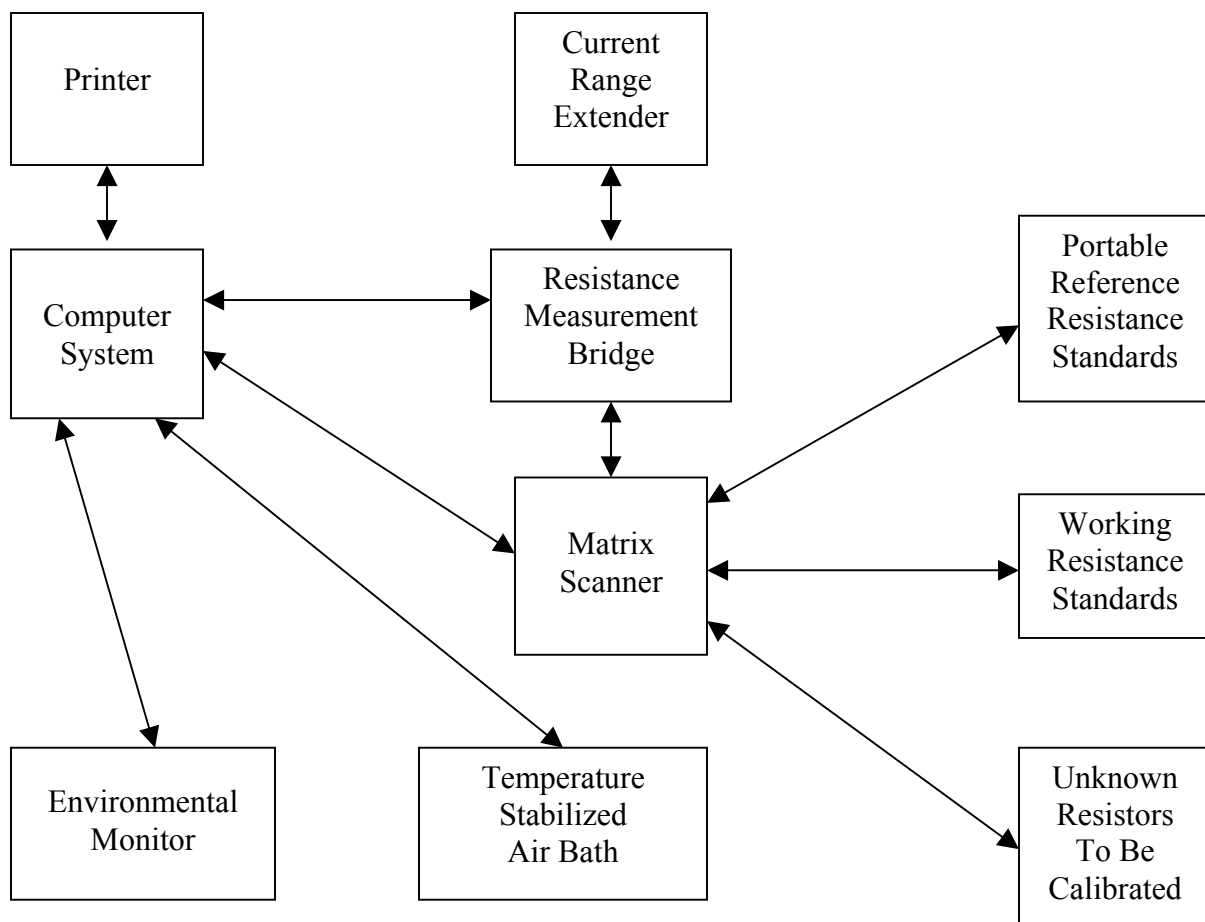 Printer
Current
Range
Extender
Computer
System
Resistance
Measurement
Bridge
Portable
Reference
Resistance
Standards
Matrix
Scanner
Working
Resistance
Standards
Environmental
Monitor
Temperature
Stabilized
Air Bath
Unknown
Resistors
To Be
Calibrated